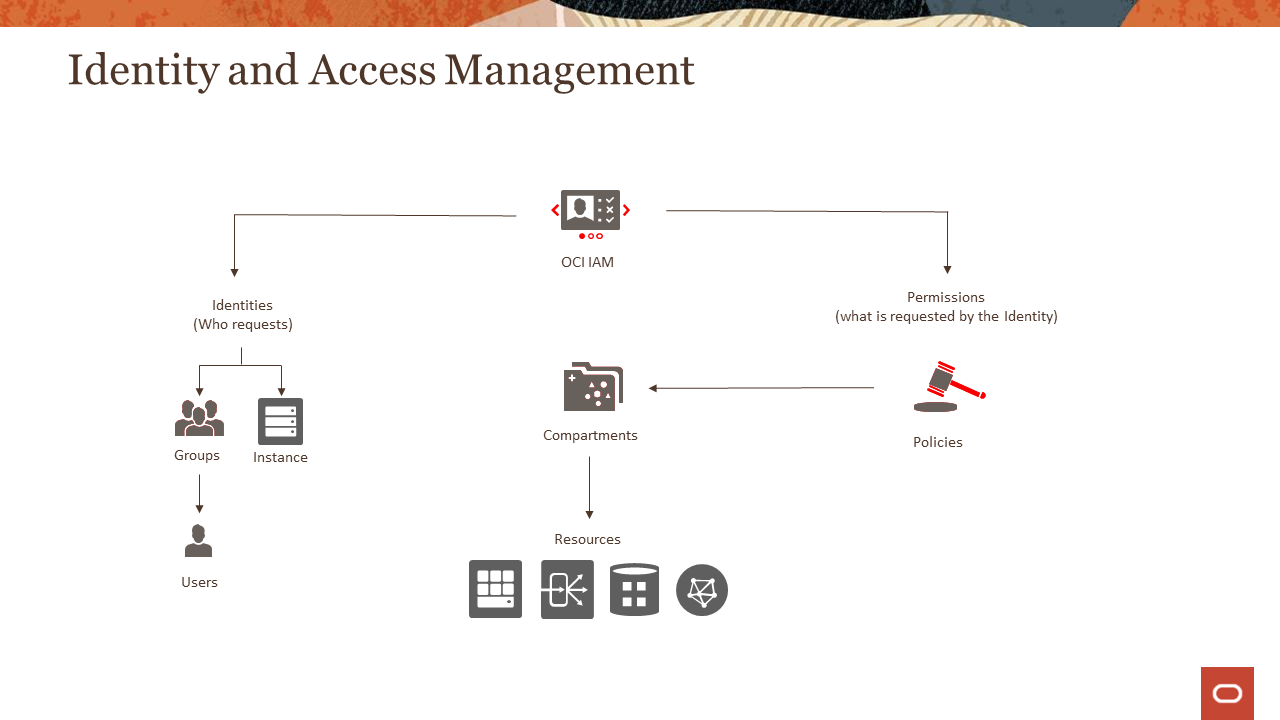 Identity and Access Management
OCI IAM
Identities
(Who requests)
Permissions
(what is requested by the Identity)
Groups
Instance
Compartments
Policies
Users
Resources